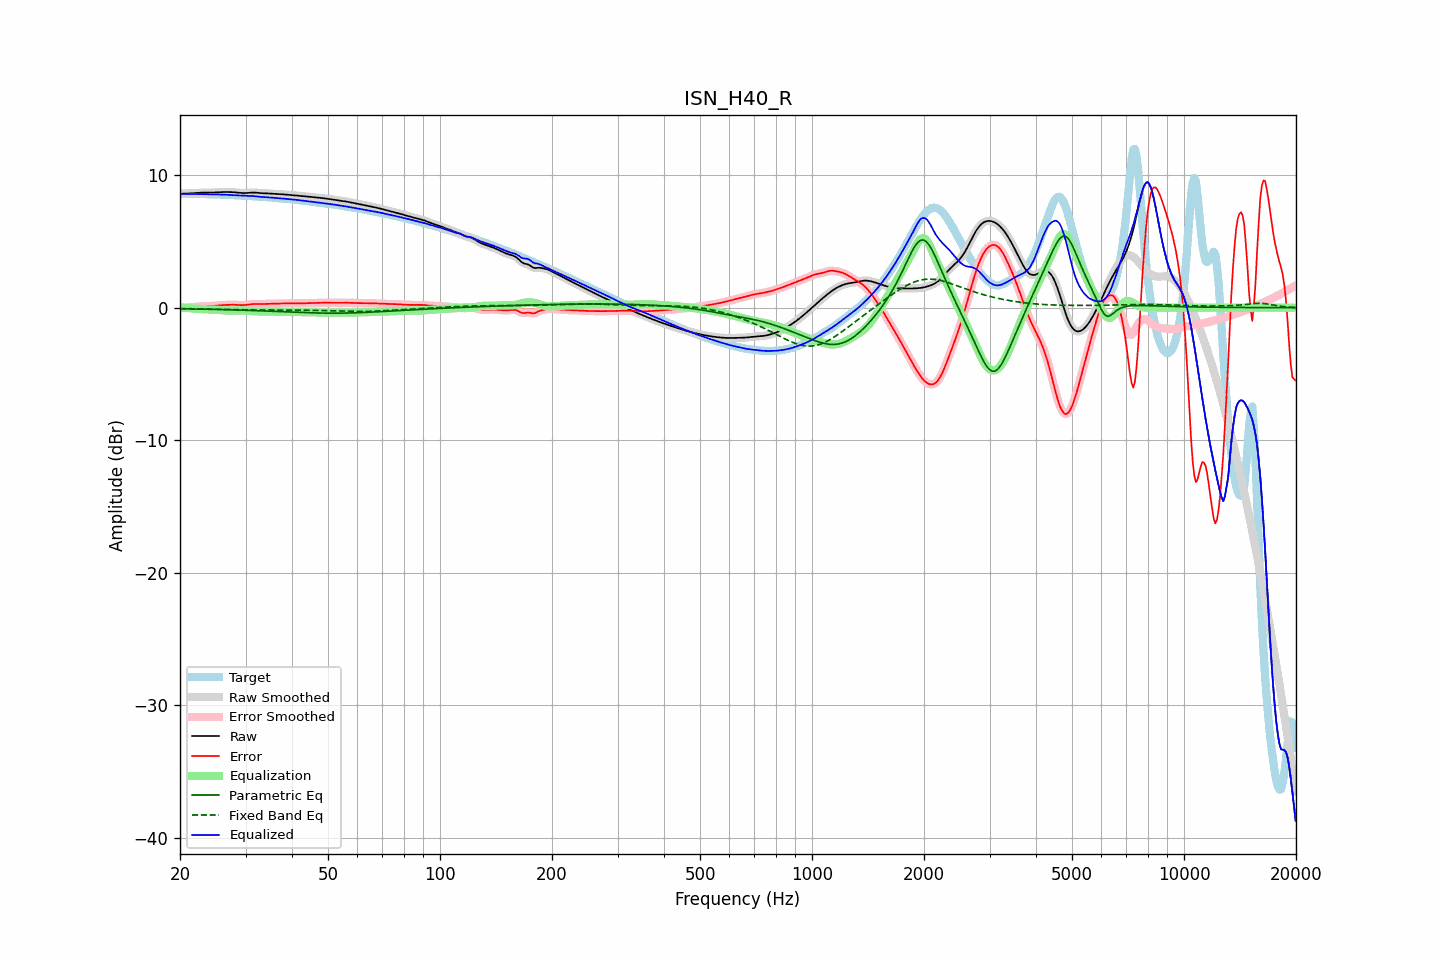 ISN_H40_R
Amplitude (dBr)
10
0
−10
−20
−30
−40
Target
Raw Smoothed
Error Smoothed
Raw
Error
Equalization
Parametric Eq
Fixed Band Eq
Equalized
20 50 100 200 500 1000 2000 5000 10000 20000
Frequency (Hz)